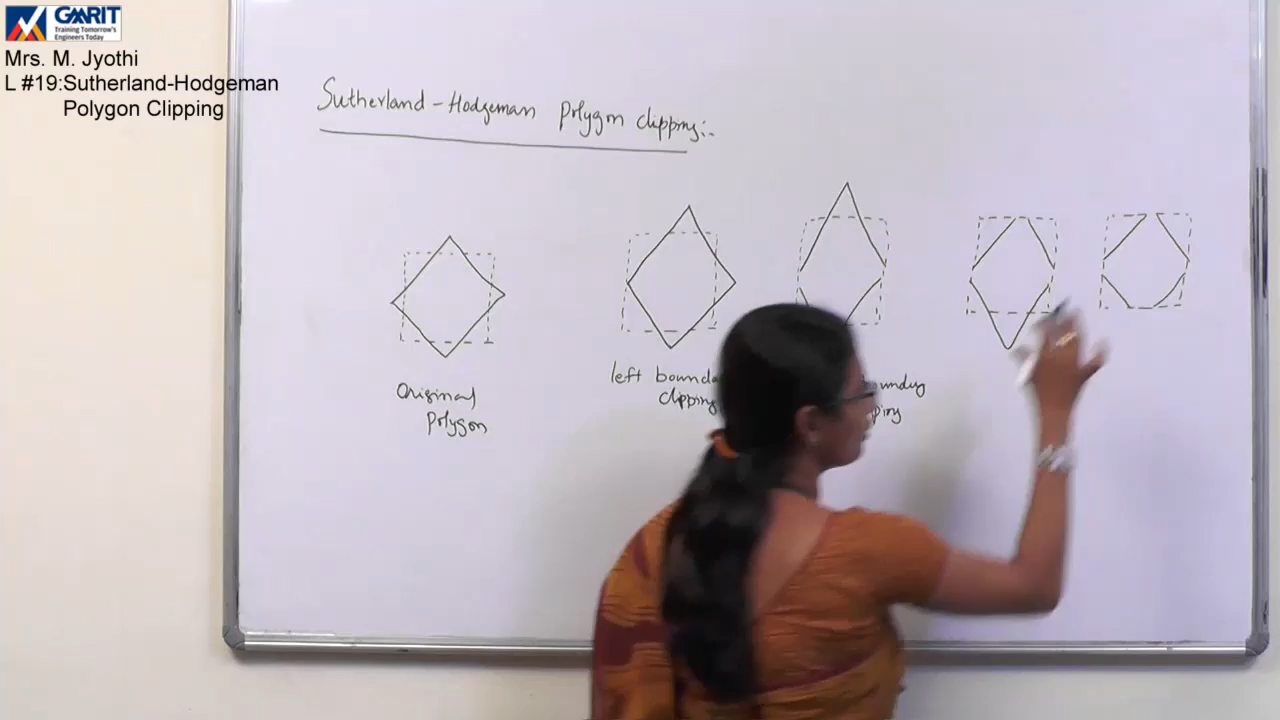 GMRIT
Training Tomorrow's
Engineers Today
Mrs. M. Jyothi
L #19:Sutherland-Hodgeman
Polygon Clipping
Sutherland-Hodgeman Polygon clipping:-
Original
Polygon
left
clipping